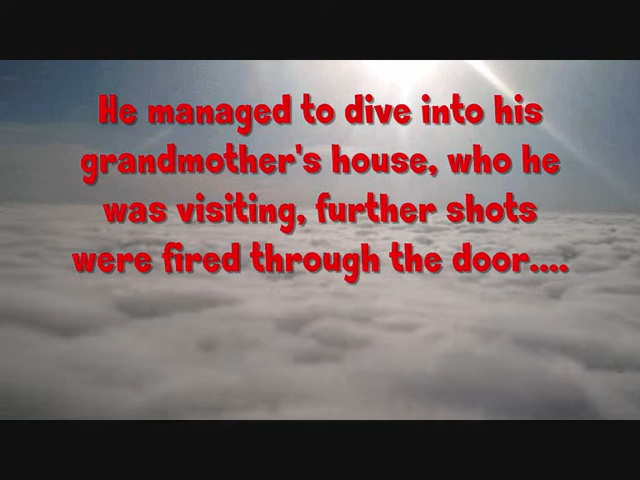 He managed to dive into his
grandmother's house, who he
was visiting, further shots
were fired through the door....